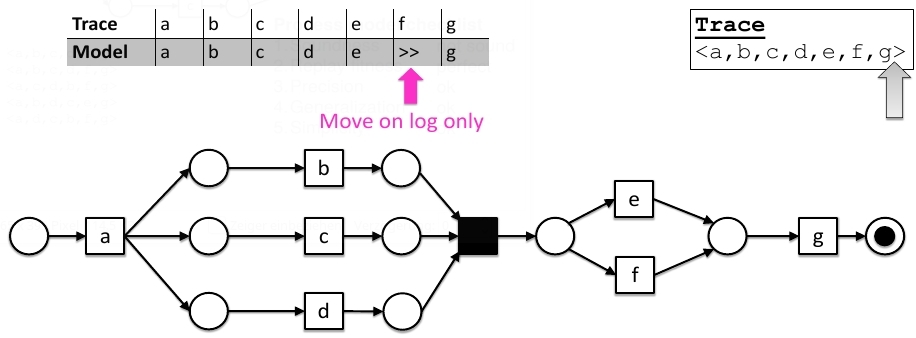 Trace a b c d e f g
Model a b c d e >> g
Move on log only
Trace
<a,b,c,d,e,f,g>
b
e
a
c
g
f
d